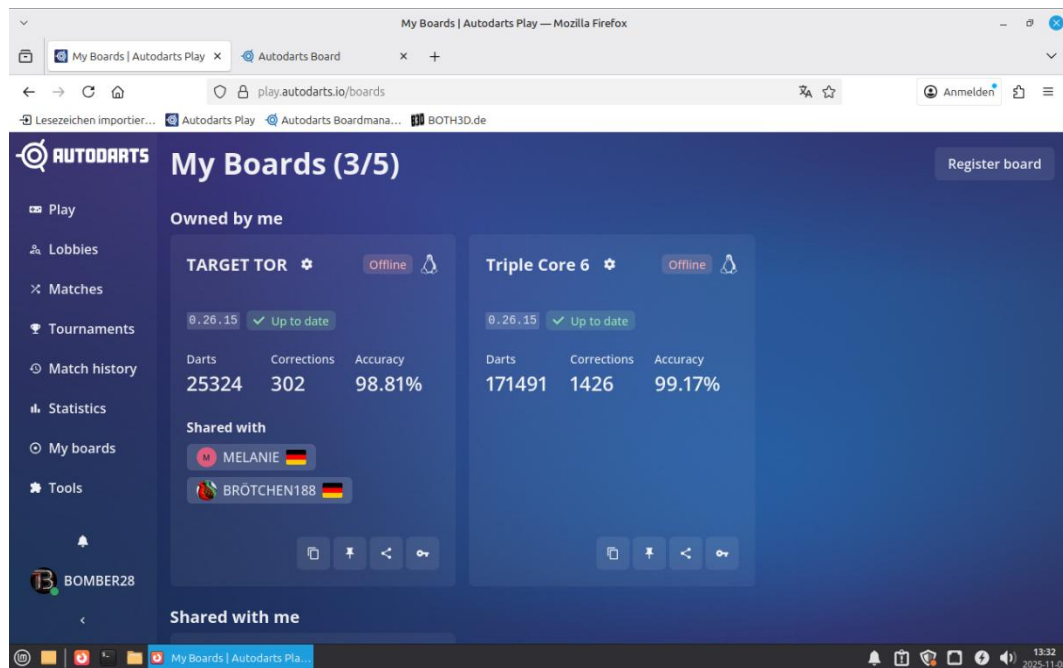 My Boards | Autodarts Play — Mozilla Firefox
My Boards | Autodarts Play
Autodarts Board
play.autodarts.io/boards
Anmelden
Lesezeichen importier...
Autodarts Play
Autodarts Boardmana...
BOTH3D.de
AUTODARTS
My Boards (3/5)
Register board
Play
Lobbies
Matches
Tournaments
Match history
Statistics
My boards
Tools
BOMBER28
Owned by me
TARGET TOR
Offline
0.26.15
Up to date
Darts Corrections Accuracy
25324 302 98.81%
Shared with
M MELANIE
BRÖTCHEN188
Triple Core 6
Offline
0.26.15
Up to date
Darts Corrections Accuracy
171491 1426 99.17%
Shared with me
My Boards | Autodarts Pla...
13:32